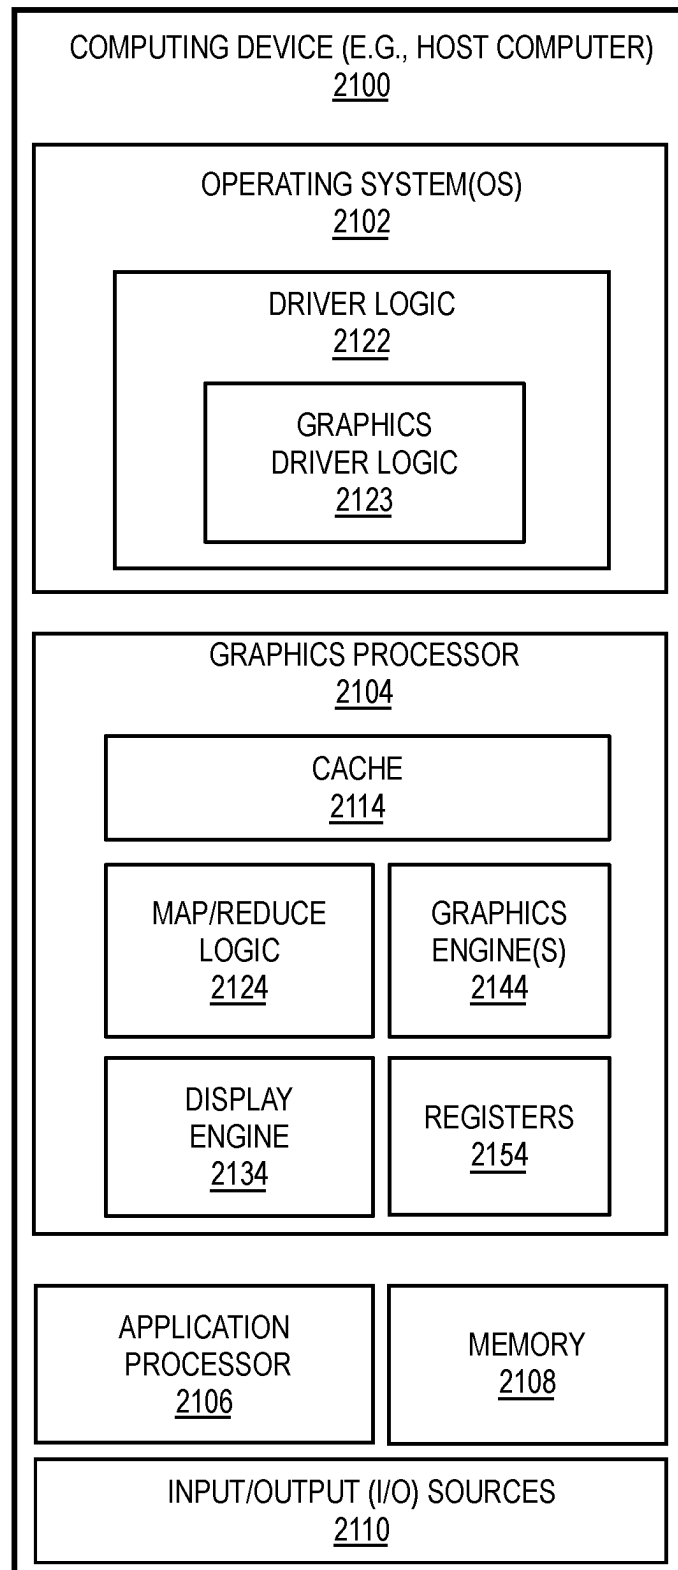 COMPUTING DEVICE (E.G., HOST COMPUTER)
2100
OPERATING SYSTEM(OS)
2102
DRIVER LOGIC
2122
GRAPHICS
DRIVER LOGIC
2123
GRAPHICS PROCESSOR
2104
CACHE
2114
MAP/REDUCE
LOGIC
2124
GRAPHICS
ENGINE(S)
2144
DISPLAY
ENGINE
2134
REGISTERS
2154
APPLICATION
PROCESSOR
2106
MEMORY
2108
INPUT/OUTPUT (I/O) SOURCES
2110